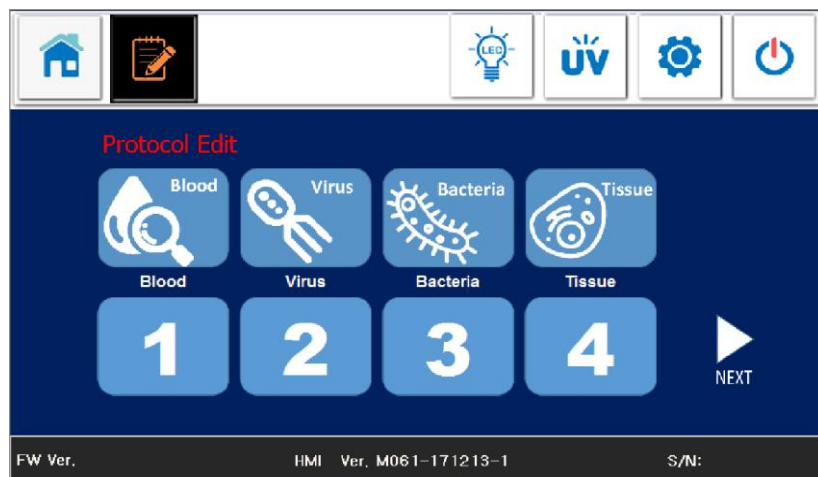 LED UV
Protocol Edit
Blood Virus Bacteria Tissue
Blood Virus Bacteria Tissue
1 2 3 4
NEXT
FW Ver. HMI Ver. M061-171213-1 S/N: